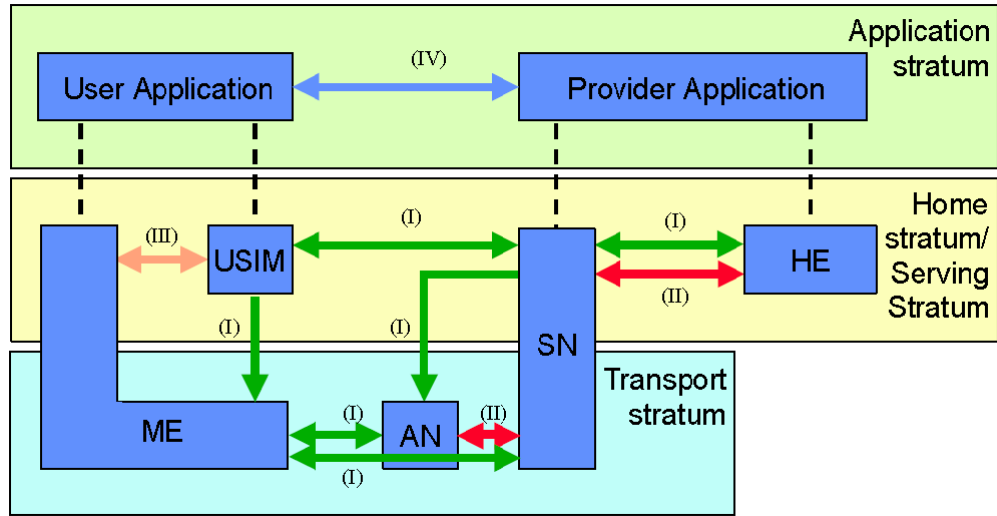 Application
stratum
(IV)
User Application
Provider Application
Home
stratum/
Serving
Stratum
(I)
(I)
(III)
USIM
HE
(II)
(I)
(I)
SN
Transport
stratum
(I)
(II)
ME
AN
(I)